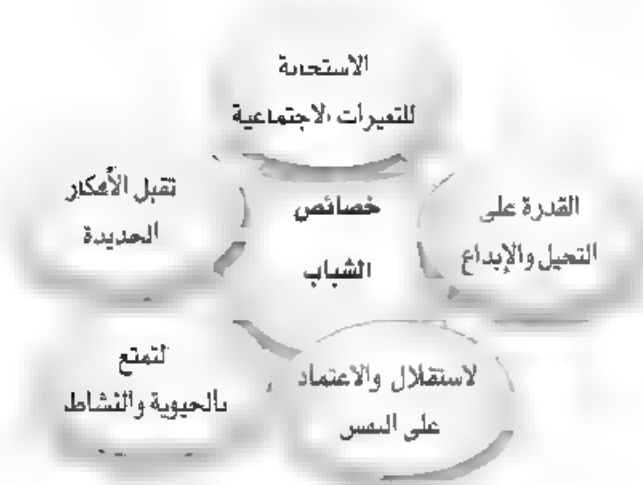 الاستجابة
للتغيرات الاجتماعية
القدرة على
التخيل والإبداع
خصائص
الشباب
تقبل الأفكار
الجديدة
الاستقلال والاعتماد
على النفس
التمتع
بالحيوية والنشاط